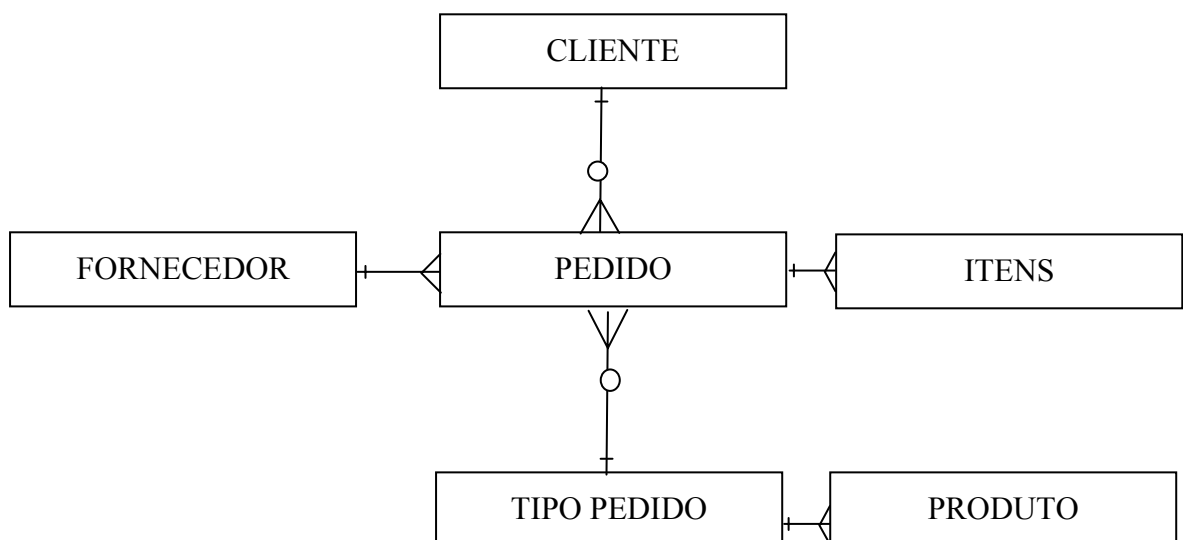 CLIENTE
FORNECEDOR
PEDIDO
ITENS
TIPO PEDIDO
PRODUTO